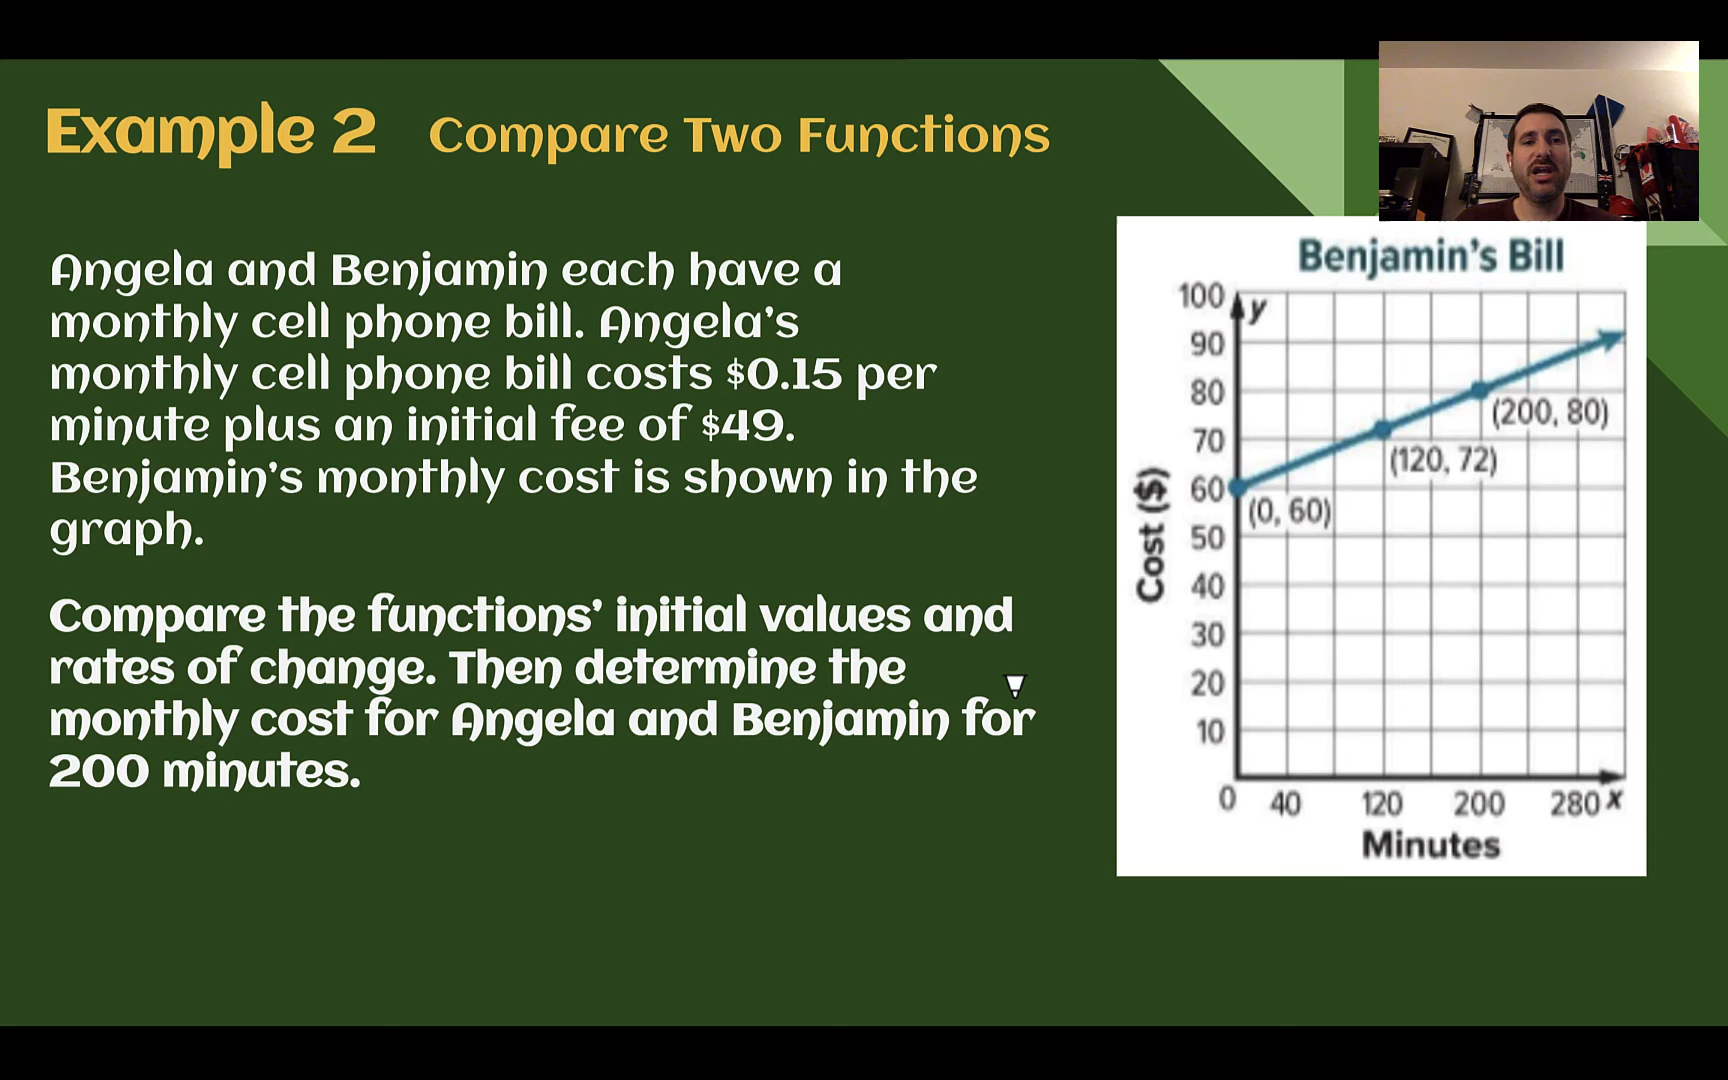 Example 2 Compare Two Functions
Angela and Benjamin each have a
monthly cell phone bill. Angela's
monthly cell phone bill costs $0.15 per
minute plus an initial fee of $49.
Benjamin's monthly cost is shown in the
graph.
Compare the functions' initial values and
rates of change. Then determine the
monthly cost for Angela and Benjamin for
200 minutes.
Benjamin's Bill
Cost ($)
100
90
80
70
60
50
40
30
20
10
y
(200, 80)
(120, 72)
(0, 60)
0 40 120 200 280 x
Minutes